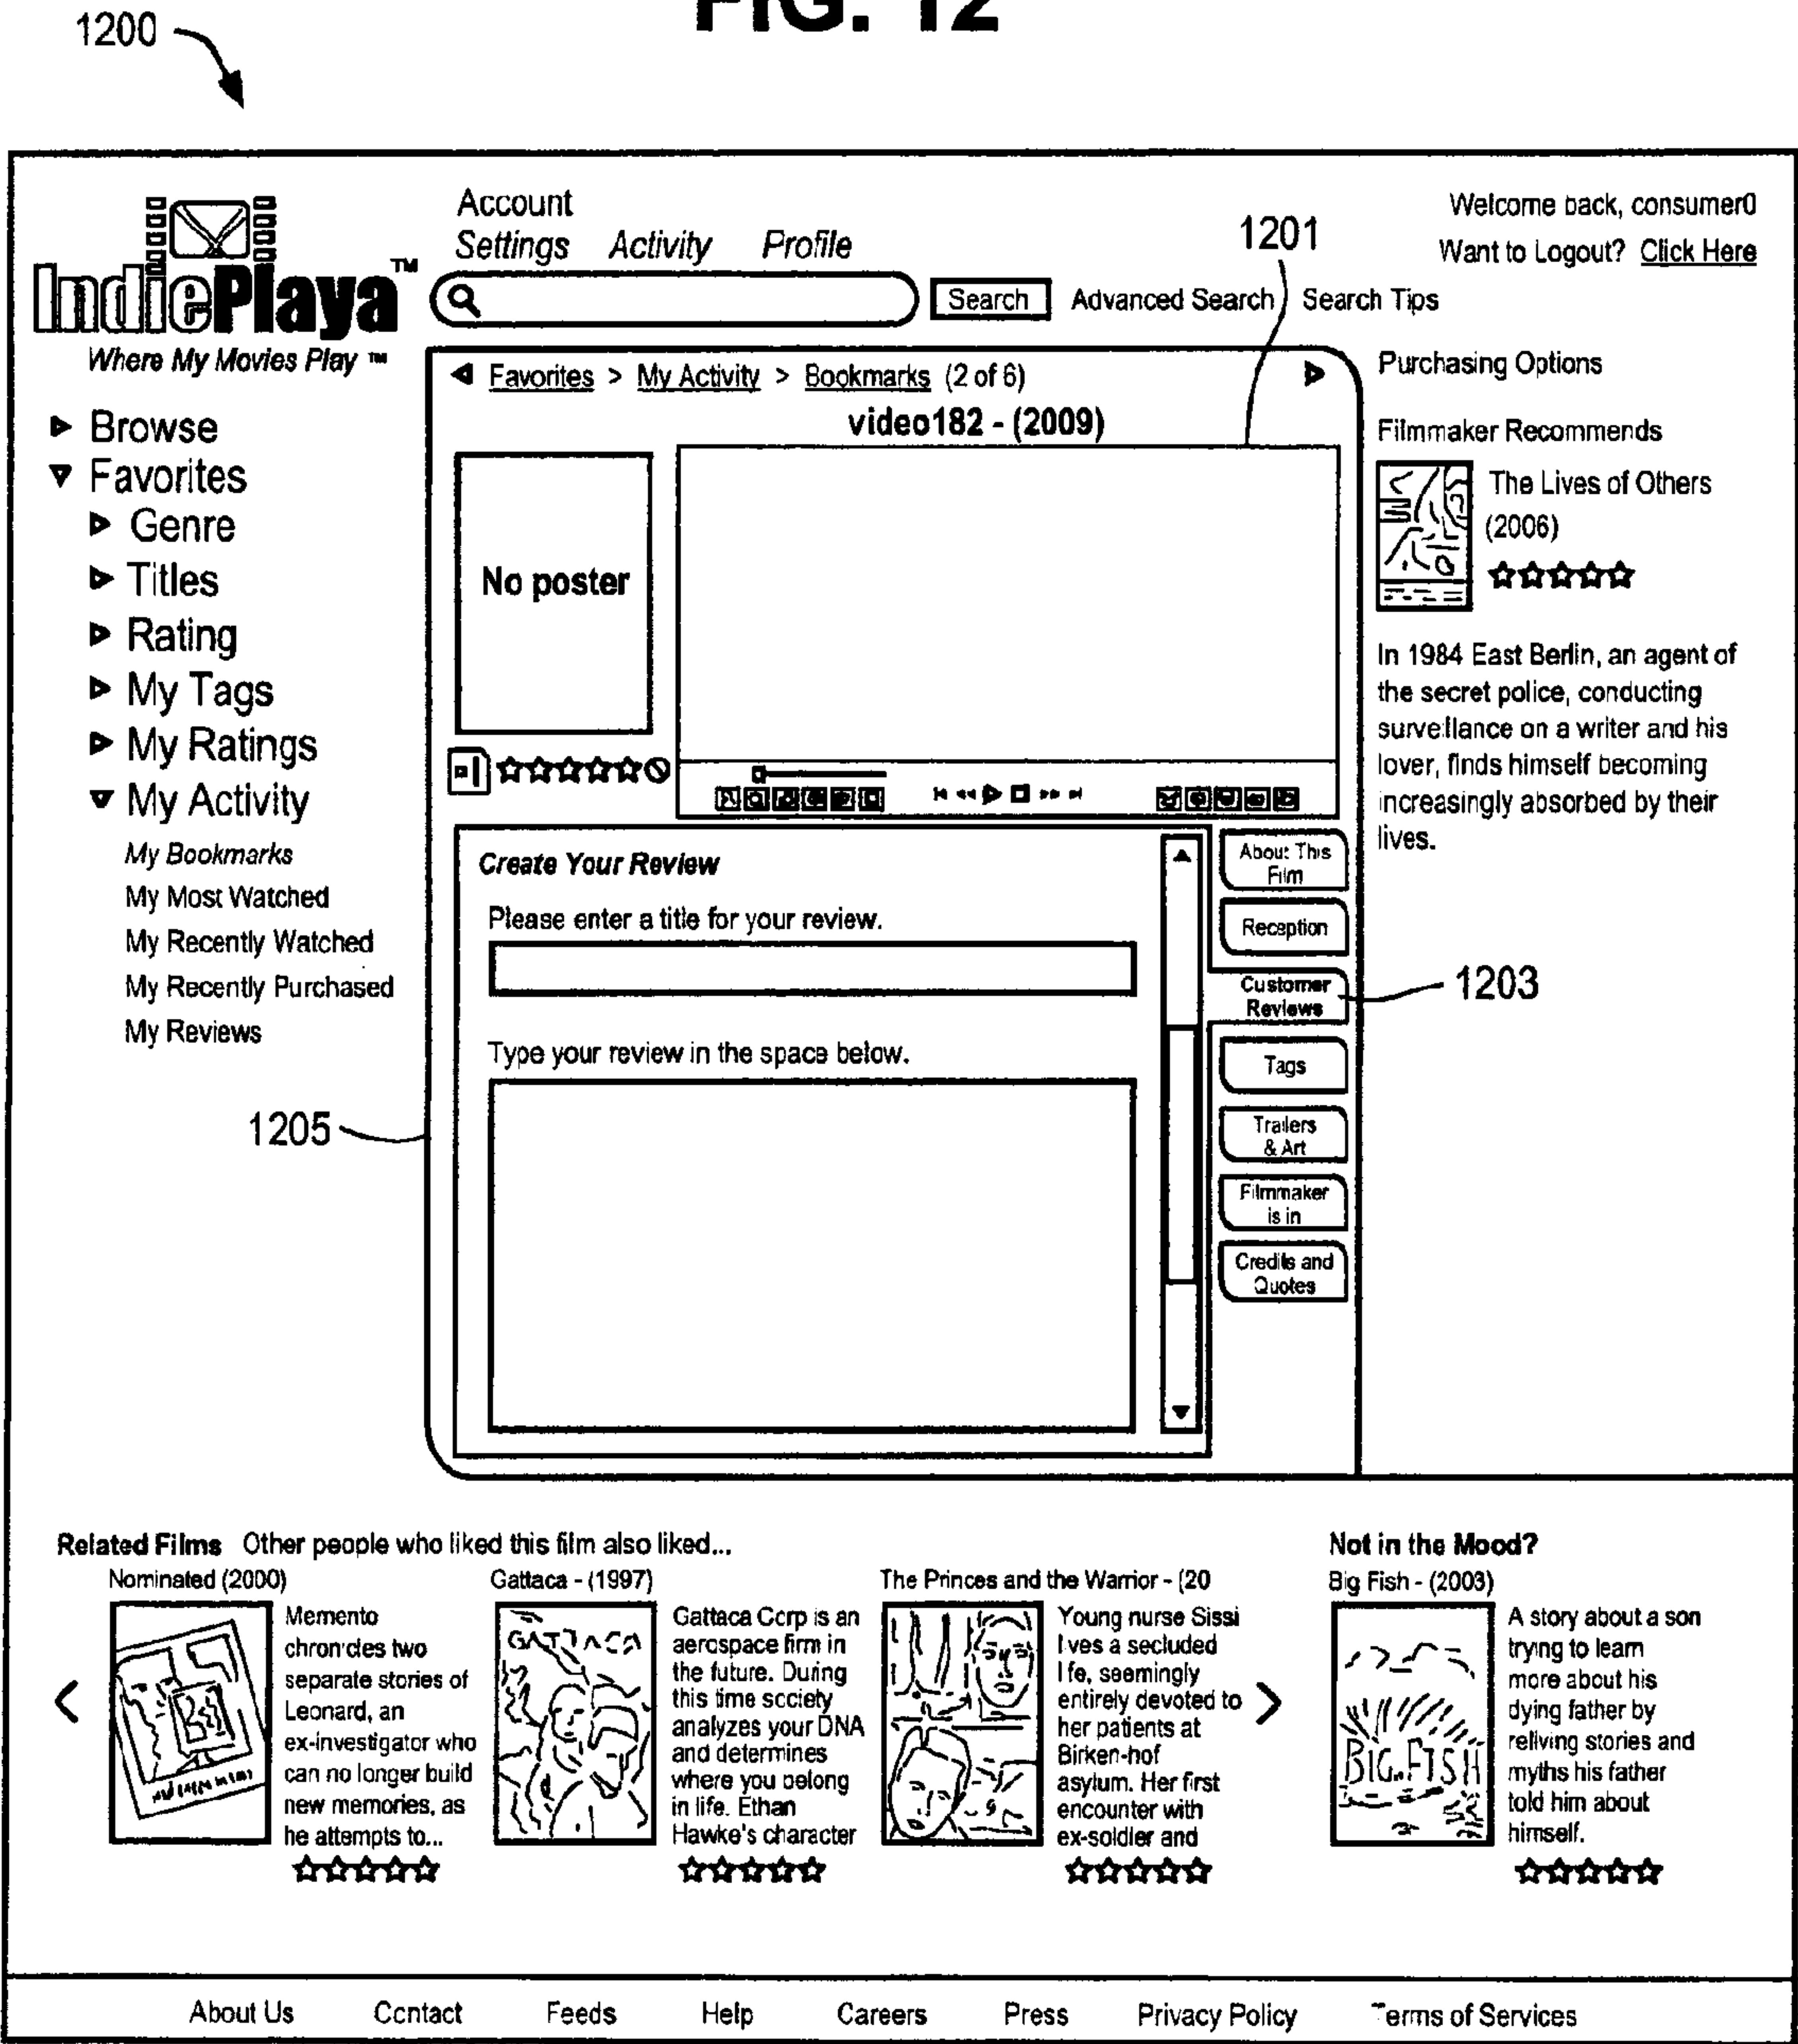 FIG. 12
1200
IndiePlaya™
Where My Movies Play ™
Account
Settings Activity Profile
Search Advanced Search Search Tips
1201
Welcome back, consumer0
Want to Logout? Click Here
Browse
Favorites
Genre
Titles
Rating
My Tags
My Ratings
My Activity
My Bookmarks
My Most Watched
My Recently Watched
My Recently Purchased
My Reviews
Favorites > My Activity > Bookmarks (2 of 6)
video182 - (2009)
No poster
Create Your Review
Please enter a title for your review.
Type your review in the space below.
1205
About This
Film
Reception
Customer
Reviews
1203
Tags
Trailers
& Art
Filmmaker
is in
Credits and
Quotes
Purchasing Options
Filmmaker Recommends
The Lives of Others
(2006)
In 1984 East Berlin, an agent of
the secret police, conducting
surveillance on a writer and his
lover, finds himself becoming
increasingly absorbed by their
lives.
Related Films Other people who liked this film also liked...
Nominated (2000)
Memento
chronicles two
separate stories of
Leonard, an
ex-investigator who
can no longer build
new memories, as
he attempts to...
Gattaca - (1997)
GATTACA
Gattaca Corp is an
aerospace firm in
the future. During
this time society
analyzes your DNA
and determines
where you belong
in life. Ethan
Hawke's character
The Princes and the Warrior - (20
Young nurse Sissi
lives a secluded
life, seemingly
entirely devoted to
her patients at
Birken-hof
asylum. Her first
encounter with
ex-soldier and
Not in the Mood?
Big Fish - (2003)
BIG FISH
A story about a son
trying to learn
more about his
dying father by
reliving stories and
myths his father
told him about
himself.
About Us Contact Feeds Help Careers Press Privacy Policy Terms of Services